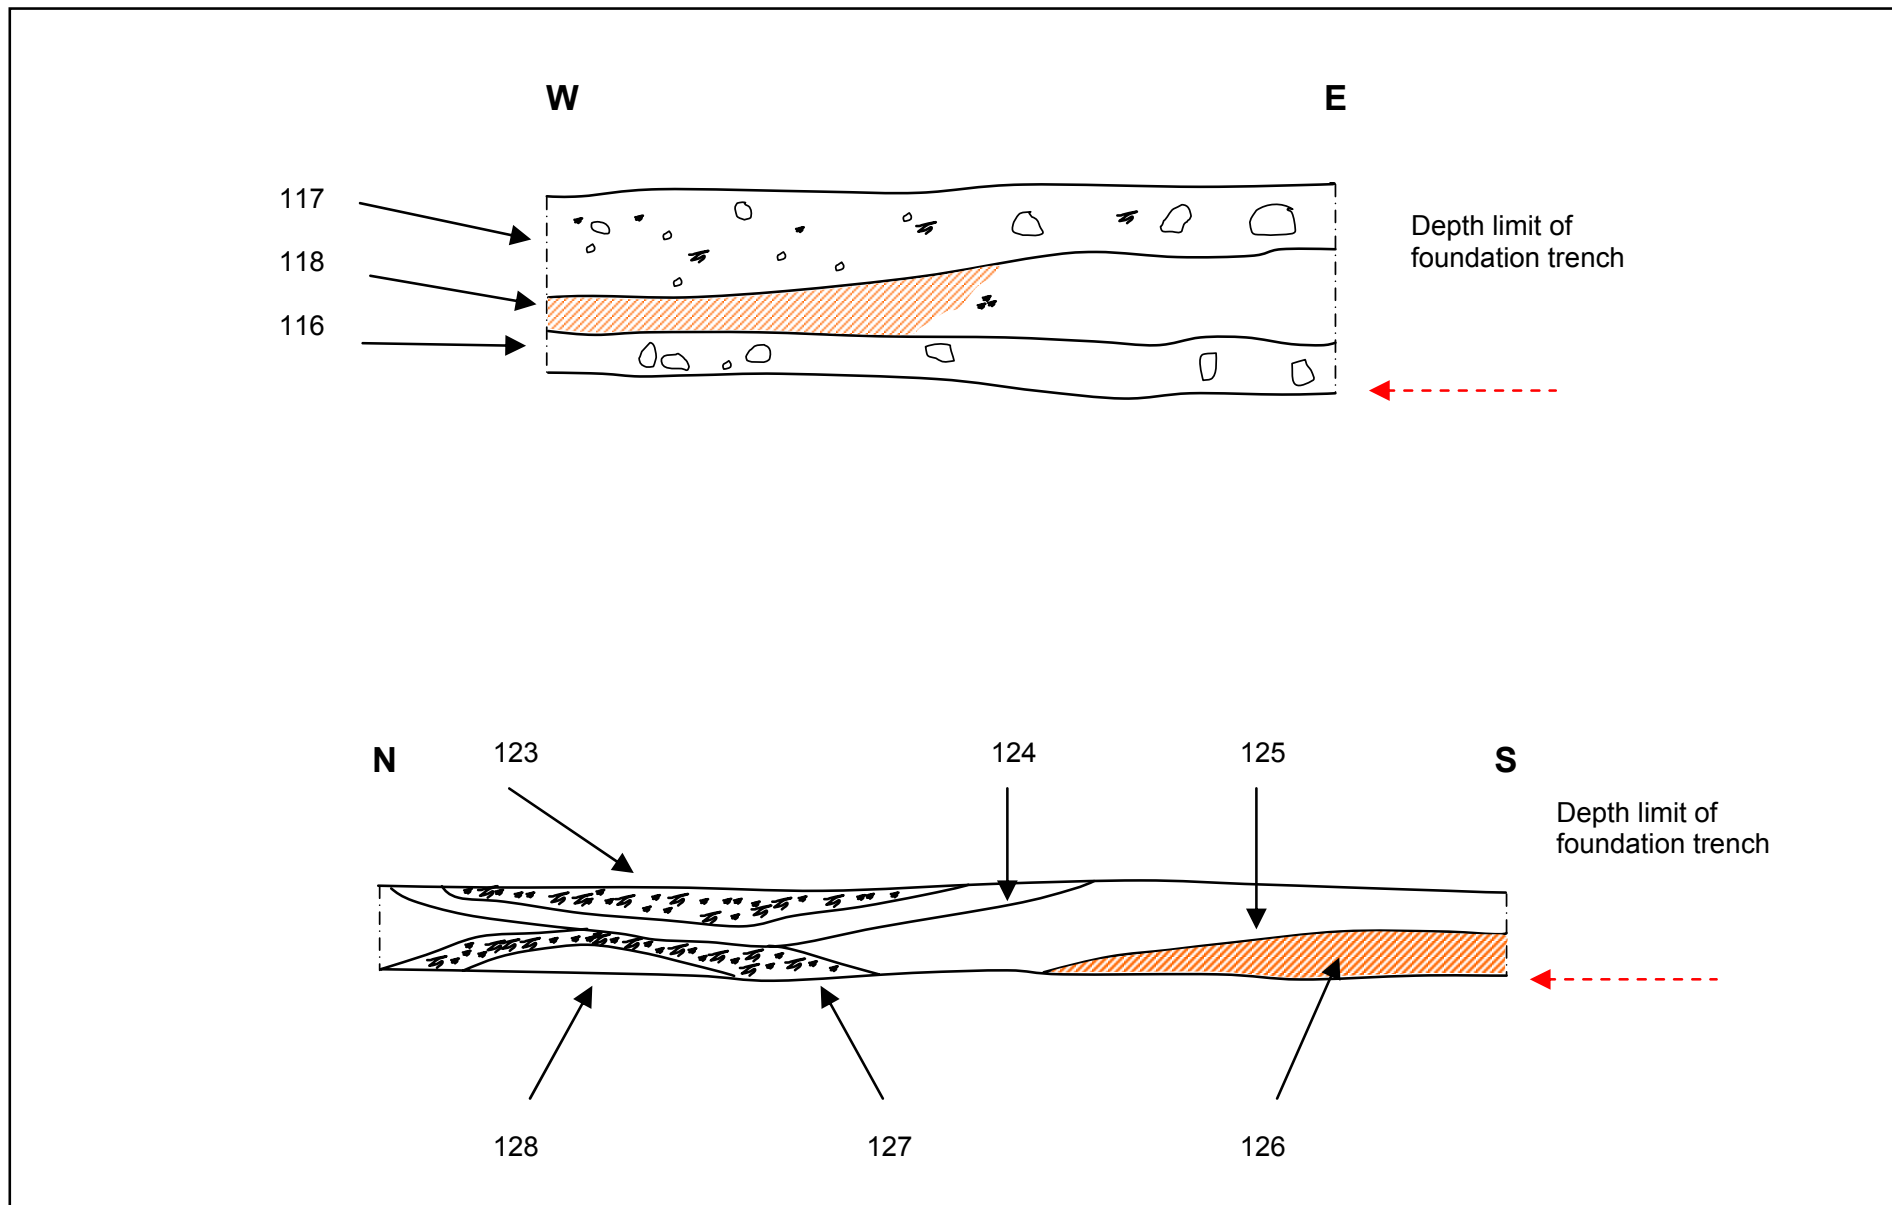 W
E
117
118
116
Depth limit of
foundation trench
N
123
124
125
S
Depth limit of
foundation trench
128
127
126